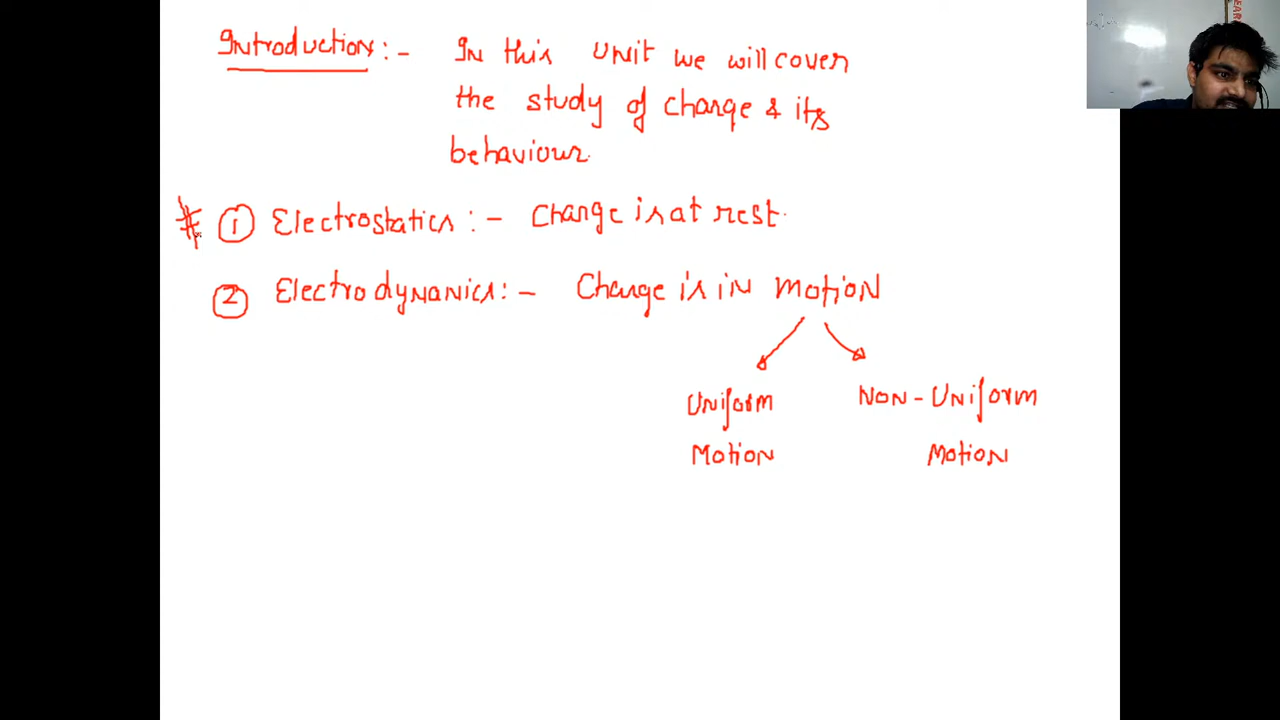 Introduction :- In this unit we will cover
the study of charge & its
behaviour.
# 1 Electrostatics :- Charge is at rest.
2 Electrodynamics :- Charge is in motion
Uniform Non-Uniform
Motion Motion